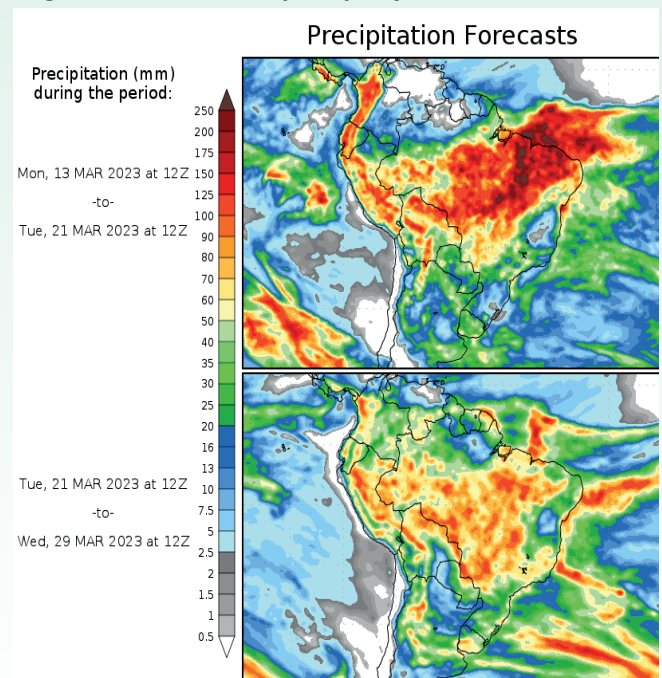 Precipitation Forecasts
Precipitation (mm)
during the period:
Mon, 13 MAR 2023 at 12Z
-to-
Tue, 21 MAR 2023 at 12Z
Tue, 21 MAR 2023 at 12Z
-to-
Wed, 29 MAR 2023 at 12Z
250
200
175
150
125
100
90
80
70
60
50
40
35
30
25
20
16
13
10
7.5
5
2.5
2
1.5
1
0.5